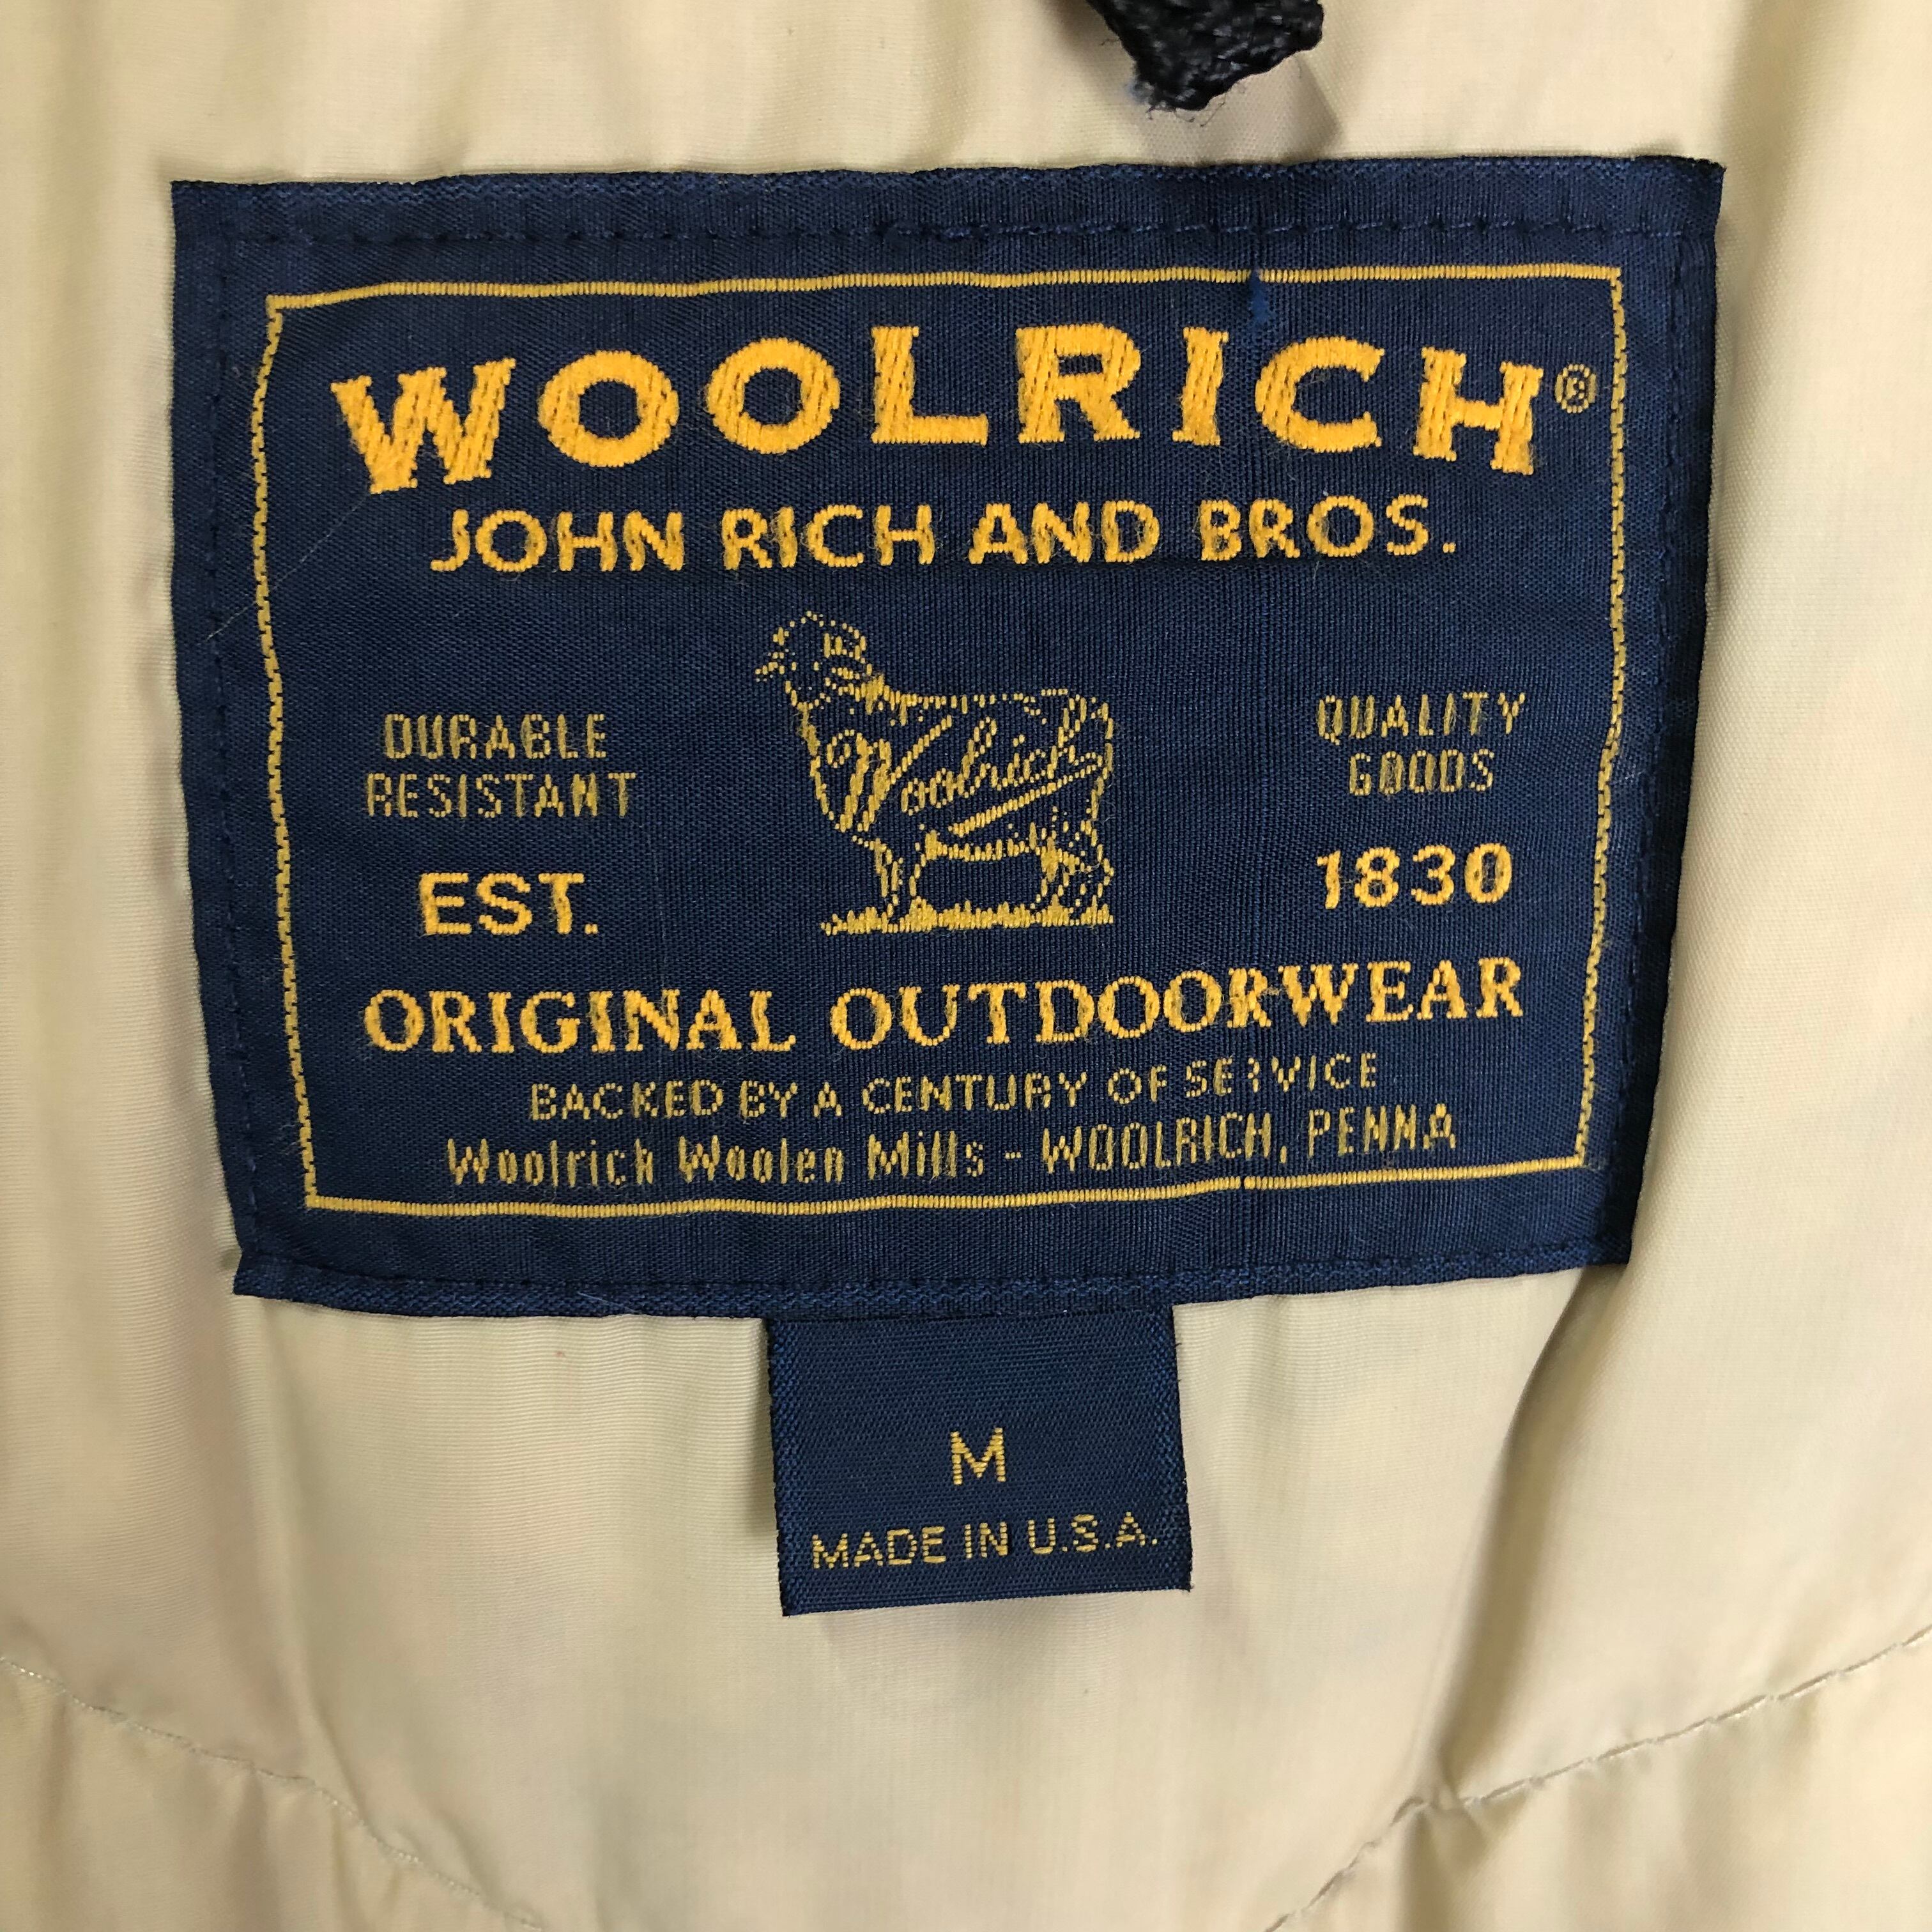 WOOLRICH®
JOHN RICH AND BROS.
DURABLE
RESISTANT
Woolrich
QUALITY
GOODS
EST.
1830
ORIGINAL OUTDOORWEAR
BACKED BY A CENTURY OF SERVICE
Woolrich Woolen Mills - WOOLRICH, PENNA
M
MADE IN U.S.A.